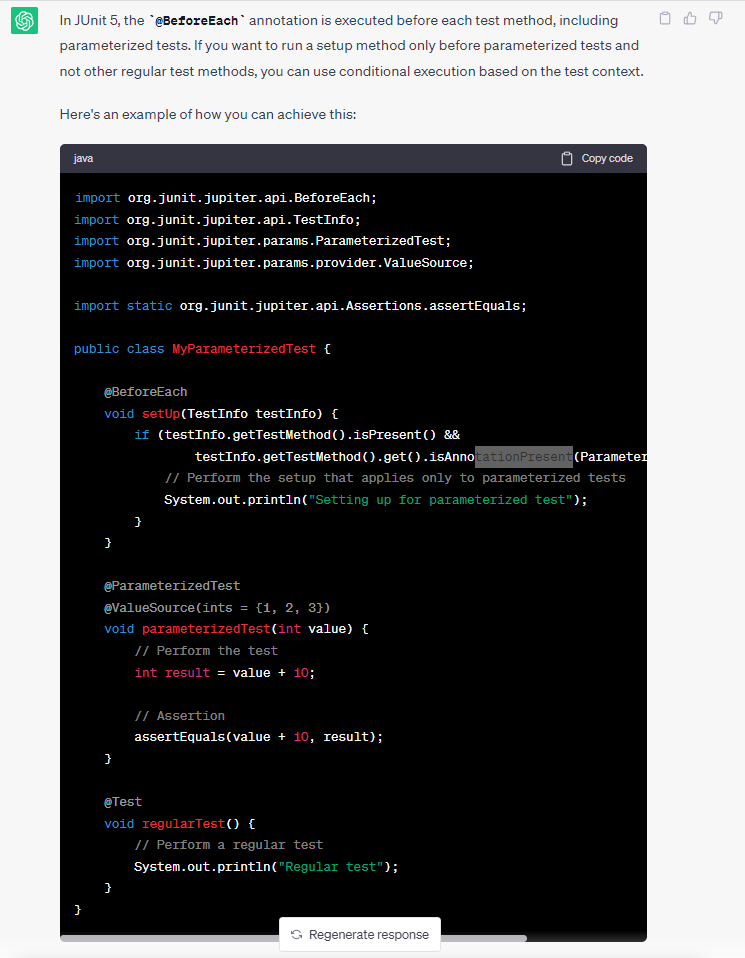 In JUnit 5, the `@BeforeEach` annotation is executed before each test method, including
parameterized tests. If you want to run a setup method only before parameterized tests and
not other regular test methods, you can use conditional execution based on the test context.
Here's an example of how you can achieve this:
java
Copy code
import org.junit.jupiter.api.BeforeEach;
import org.junit.jupiter.api.TestInfo;
import org.junit.jupiter.params.ParameterizedTest;
import org.junit.jupiter.params.provider.ValueSource;
import static org.junit.jupiter.api.Assertions.assertEquals;
public class MyParameterizedTest {
@BeforeEach
void setUp(TestInfo testInfo) {
if (testInfo.getTestMethod().isPresent() &&
testInfo.getTestMethod().get().isAnnotationPresent(Parameter
// Perform the setup that applies only to parameterized tests
System.out.println("Setting up for parameterized test");
}
}
@ParameterizedTest
@ValueSource(ints = {1, 2, 3})
void parameterizedTest(int value) {
// Perform the test
int result = value + 10;
// Assertion
assertEquals(value + 10, result);
}
@Test
void regularTest() {
// Perform a regular test
System.out.println("Regular test");
}
}
Regenerate response